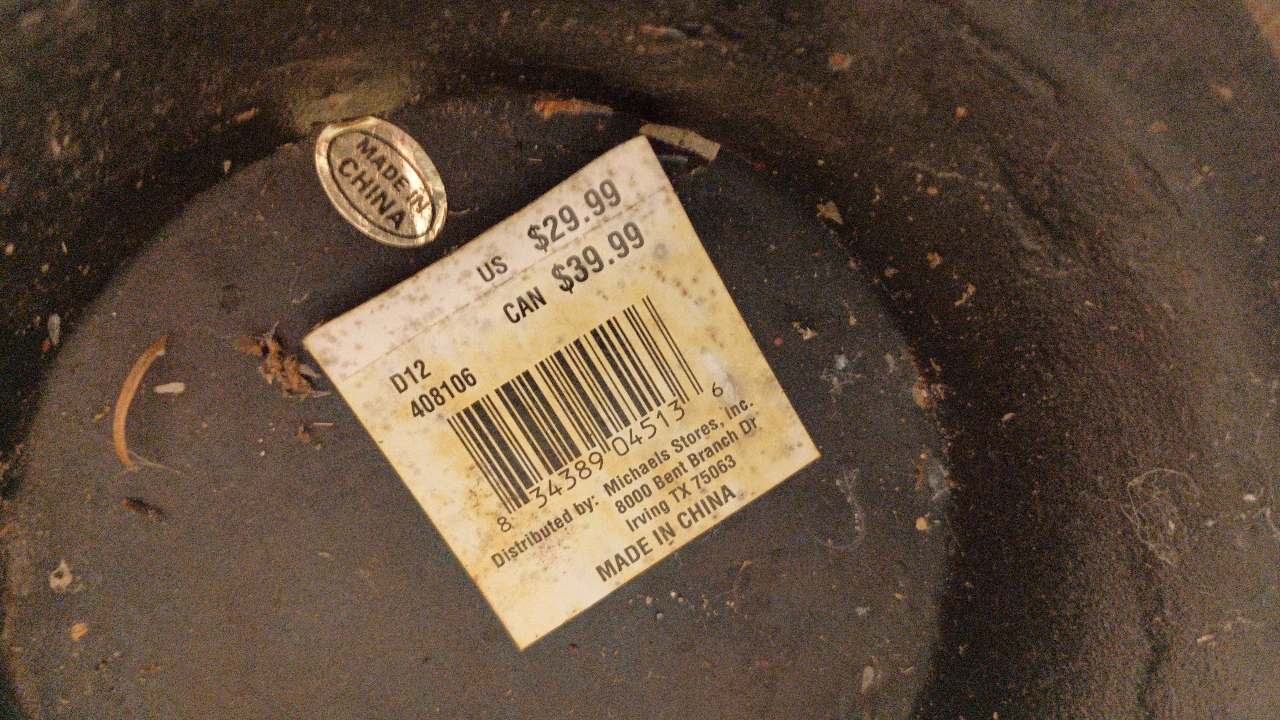 MADE IN
CHINA
US $29.99
CAN $39.99
D12
408106
8 34389 04513 6
Distributed by: Michaels Stores, Inc.
8000 Bent Branch Dr
Irving TX 75063
MADE IN CHINA